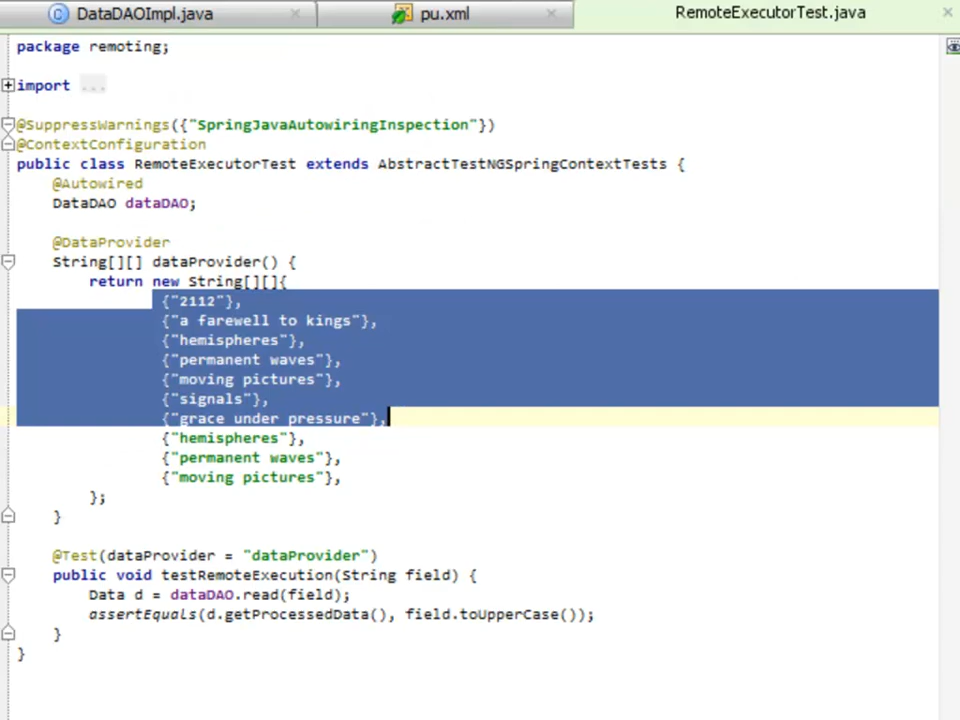 DataDAOImpl.java
pu.xml
RemoteExecutorTest.java
package remoting;
import ...
@SuppressWarnings({"SpringJavaAutowiringInspection"})
@ContextConfiguration
public class RemoteExecutorTest extends AbstractTestNGSpringContextTests {
@Autowired
DataDAO dataDAO;
@DataProvider
String[][] dataProvider() {
return new String[][]{
{"2112"},
{"a farewell to kings"},
{"hemispheres"},
{"permanent waves"},
{"moving pictures"},
{"signals"},
{"grace under pressure"},
{"hemispheres"},
{"permanent waves"},
{"moving pictures"},
};
}
@Test(dataProvider = "dataProvider")
public void testRemoteExecution(String field) {
Data d = dataDAO.read(field);
assertEquals(d.getProcessedData(), field.toUpperCase());
}
}